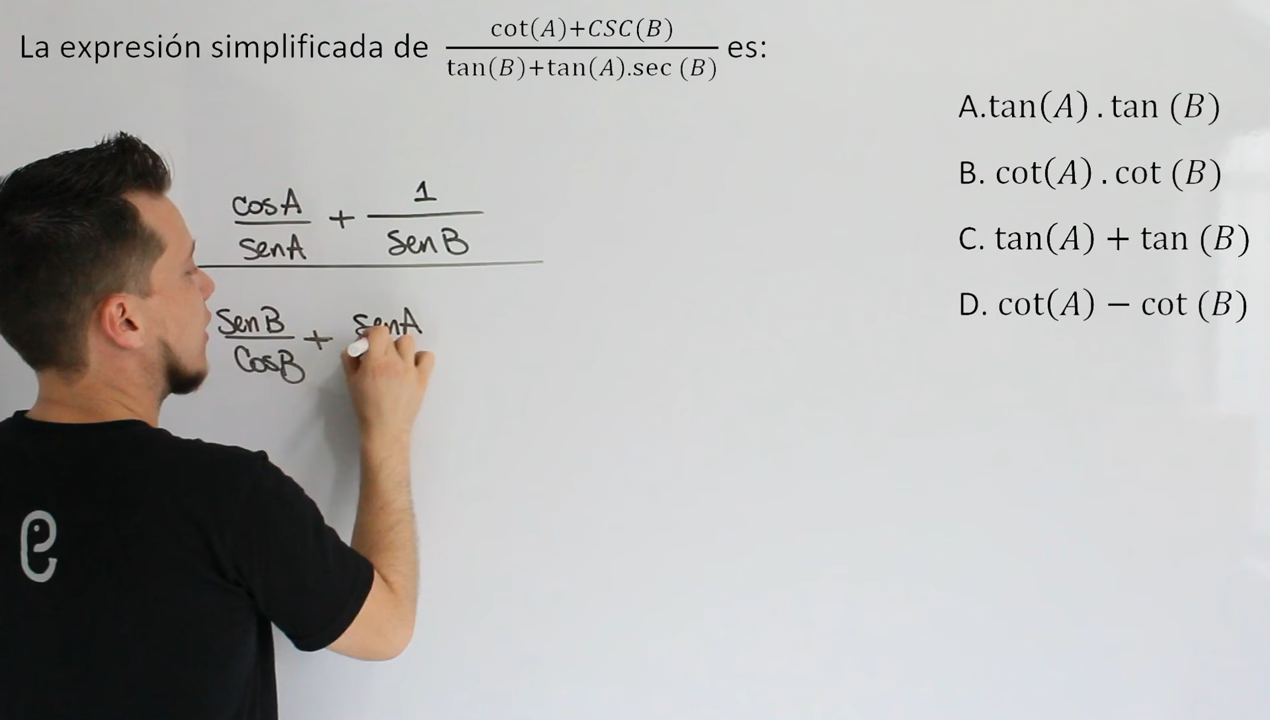 La expresión simplificada de cot(A)+CSC(B) / tan(B)+tan(A).sec (B) es:
A.tan(A) . tan (B)
B. cot(A) . cot (B)
C. tan(A) + tan (B)
D. cot(A) − cot (B)
cosA / senA + 1 / senB
senB / cosB + senA
e